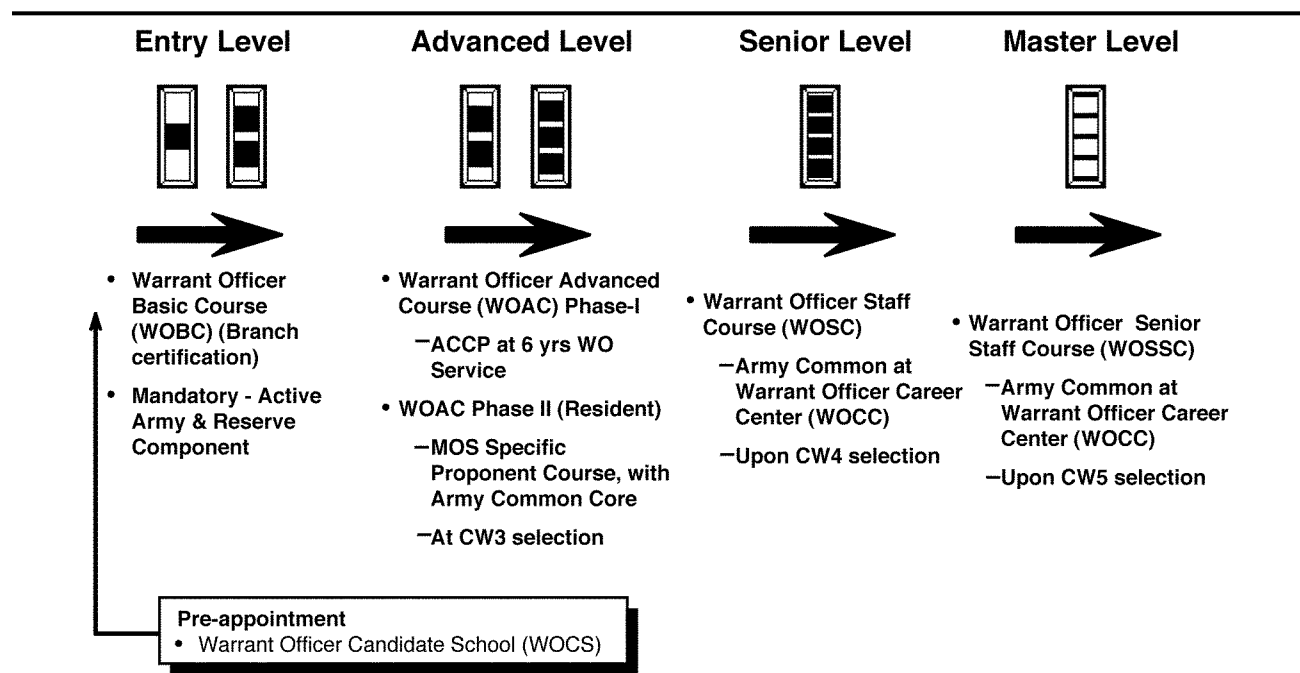 Entry Level
Advanced Level
Senior Level
Master Level
• Warrant Officer
Basic Course
(WOBC) (Branch
certification)
• Mandatory - Active
Army & Reserve
Component
• Warrant Officer Advanced
Course (WOAC) Phase-I
–ACCP at 6 yrs WO
Service
• WOAC Phase II (Resident)
–MOS Specific
Proponent Course, with
Army Common Core
–At CW3 selection
• Warrant Officer Staff
Course (WOSC)
–Army Common at
Warrant Officer Career
Center (WOCC)
–Upon CW4 selection
• Warrant Officer Senior
Staff Course (WOSSC)
–Army Common at
Warrant Officer Career
Center (WOCC)
–Upon CW5 selection
Pre-appointment
• Warrant Officer Candidate School (WOCS)